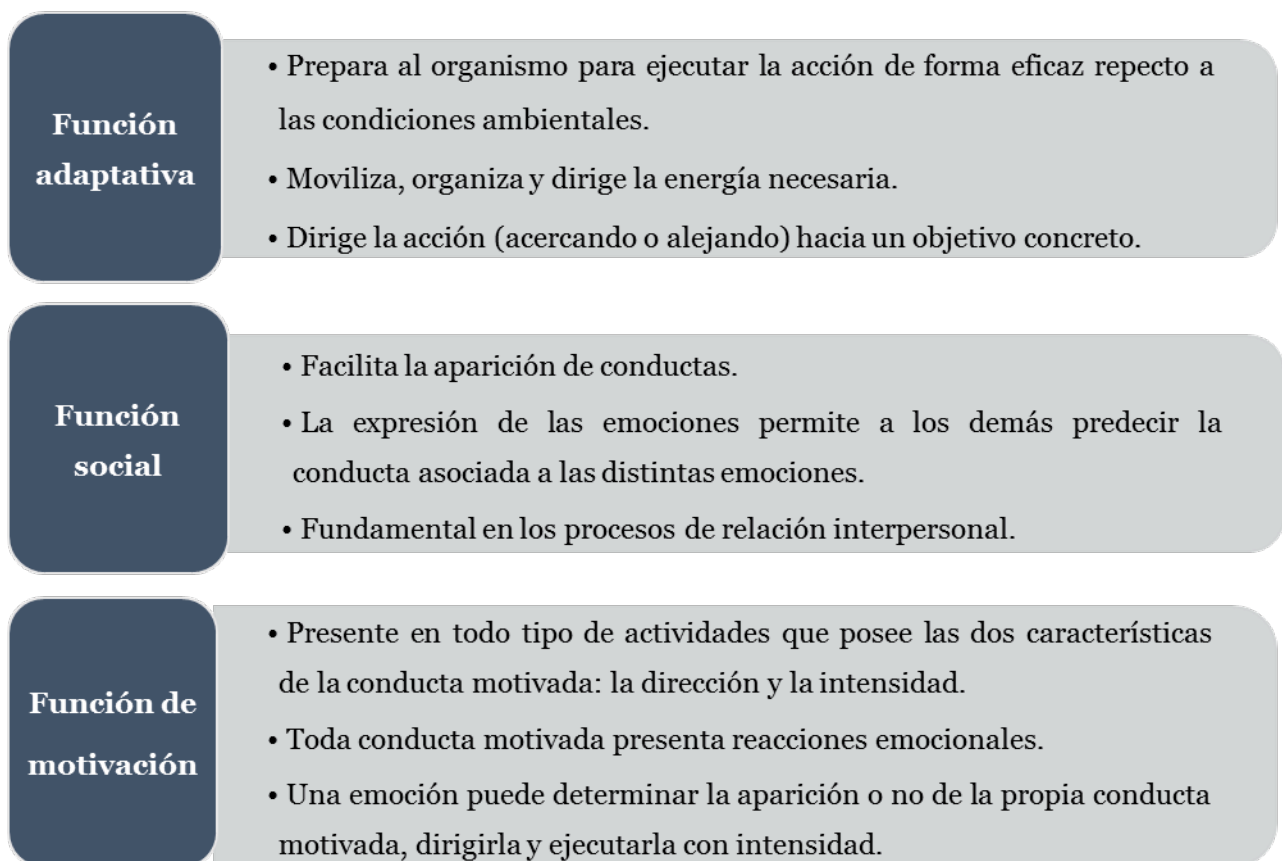 Función
adaptativa
• Prepara al organismo para ejecutar la acción de forma eficaz repecto a
las condiciones ambientales.
• Moviliza, organiza y dirige la energía necesaria.
• Dirige la acción (acercando o alejando) hacia un objetivo concreto.
Función
social
• Facilita la aparición de conductas.
• La expresión de las emociones permite a los demás predecir la
conducta asociada a las distintas emociones.
• Fundamental en los procesos de relación interpersonal.
Función de
motivación
• Presente en todo tipo de actividades que posee las dos características
de la conducta motivada: la dirección y la intensidad.
• Toda conducta motivada presenta reacciones emocionales.
• Una emoción puede determinar la aparición o no de la propia conducta
motivada, dirigirla y ejecutarla con intensidad.